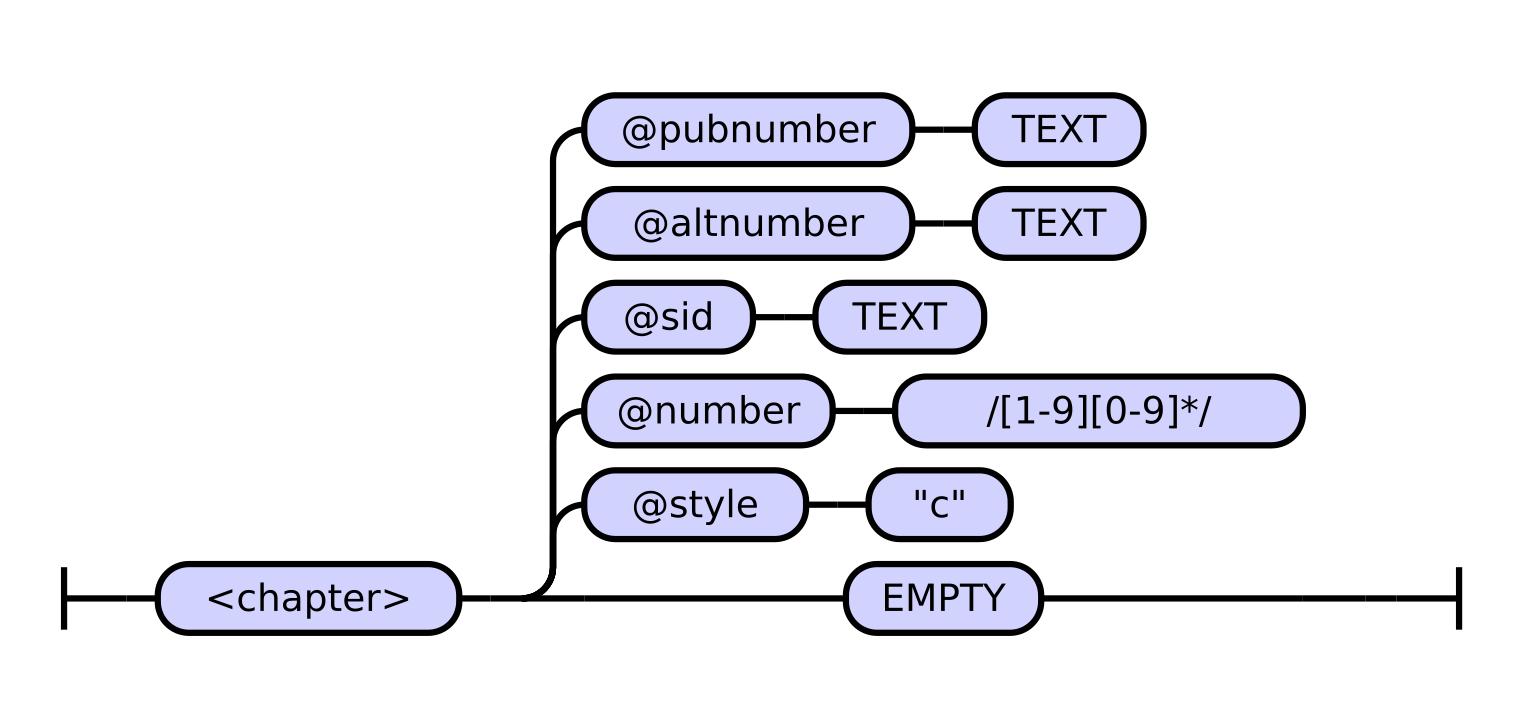 @pubnumber TEXT
@altnumber TEXT
@sid TEXT
@number /[1-9][0-9]*/
@style "c"
<chapter> EMPTY